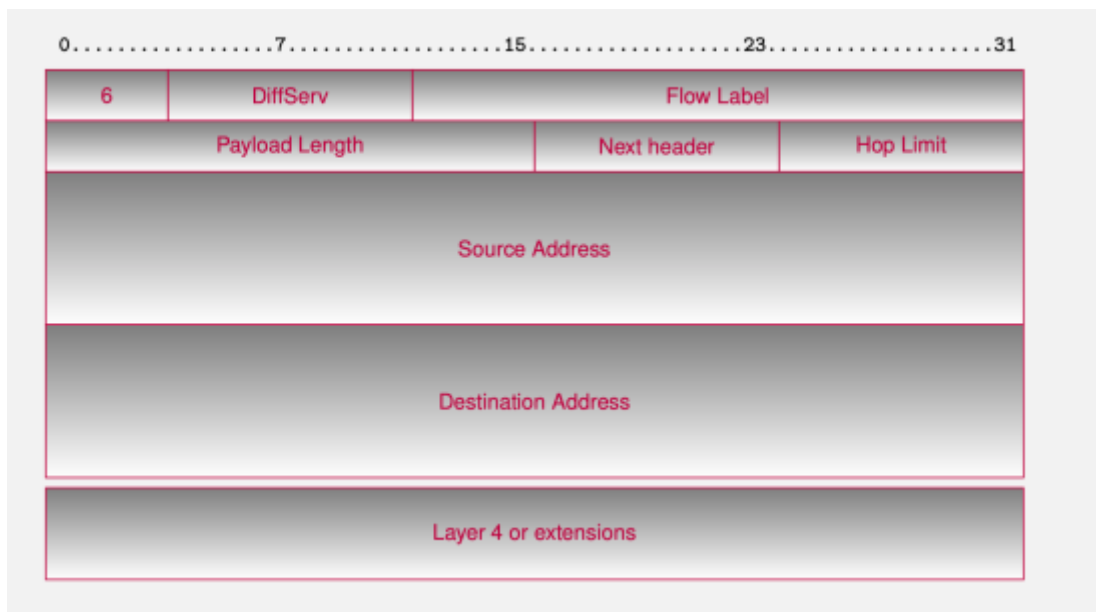 0..................7...................15...................23....................31
6 DiffServ Flow Label
Payload Length Next header Hop Limit
Source Address
Destination Address
Layer 4 or extensions